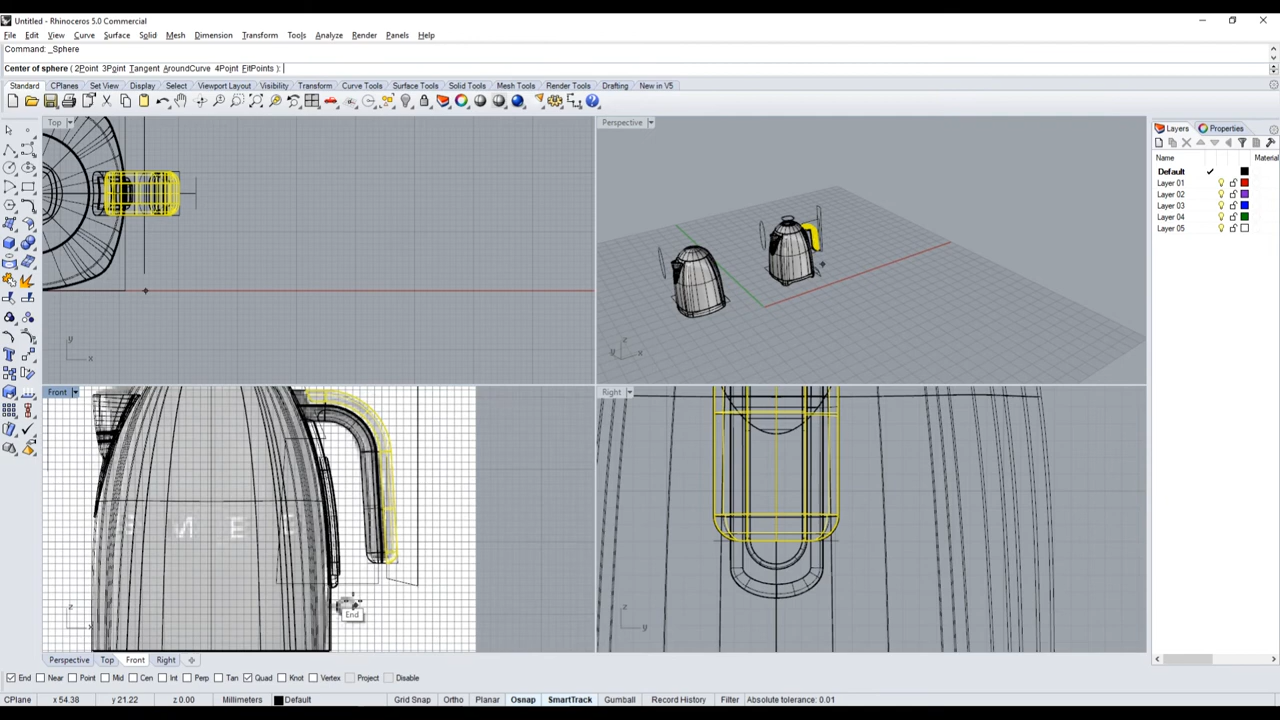 Untitled - Rhinoceros 5.0 Commercial
File Edit View Curve Surface Solid Mesh Dimension Transform Tools Analyze Render Panels Help
Command: _Sphere
Center of sphere ( 2Point 3Point Tangent AroundCurve 4Point FitPoints ):
Standard CPlanes Set View Display Select Viewport Layout Visibility Transform Curve Tools Surface Tools Solid Tools Mesh Tools Render Tools Drafting New in V5
Top
Perspective
Layers Properties
Name Material
Default
Layer 01
Layer 02
Layer 03
Layer 04
Layer 05
y
x
z
y x
Front
Right
E N E O
End
z
x
z
y
Perspective Top Front Right
End Near Point Mid Cen Int Perp Tan Quad Knot Vertex Project Disable
CPlane x 54.38 y 21.22 z 0.00 Millimeters Default Grid Snap Ortho Planar Osnap SmartTrack Gumball Record History Filter Absolute tolerance: 0.01